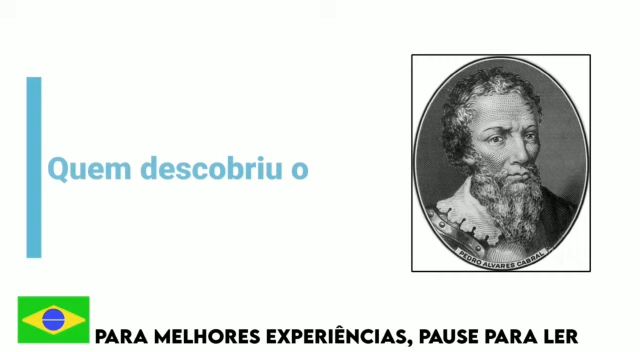 Quem descobriu o
PEDRO ALVARES CABRAL
PARA MELHORES EXPERIÊNCIAS, PAUSE PARA LER